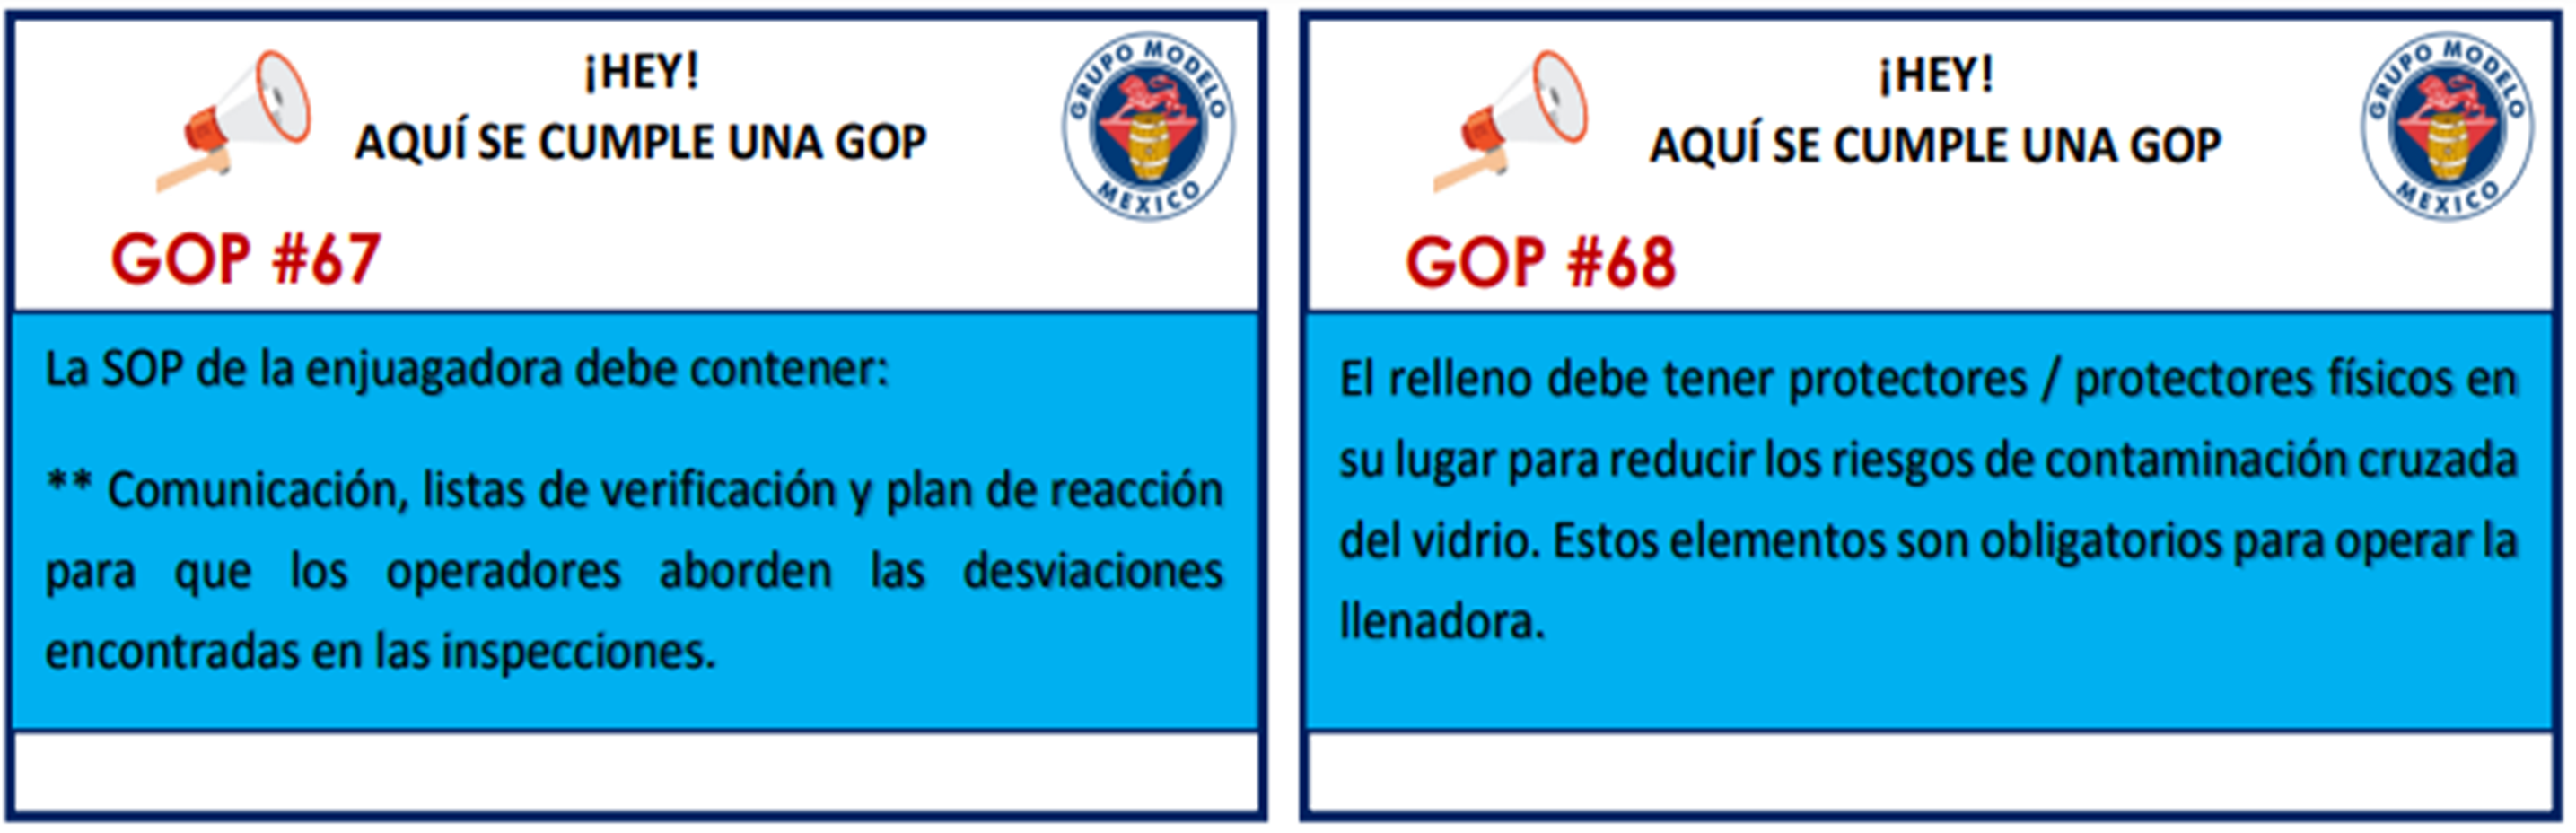 ¡HEY!
AQUÍ SE CUMPLE UNA GOP
GRUPO MODELO
MEXICO
GOP #67
La SOP de la enjuagadora debe contener:
** Comunicación, listas de verificación y plan de reacción
para que los operadores aborden las desviaciones
encontradas en las inspecciones.
¡HEY!
AQUÍ SE CUMPLE UNA GOP
GRUPO MODELO
MEXICO
GOP #68
El relleno debe tener protectores / protectores físicos en
su lugar para reducir los riesgos de contaminación cruzada
del vidrio. Estos elementos son obligatorios para operar la
llenadora.